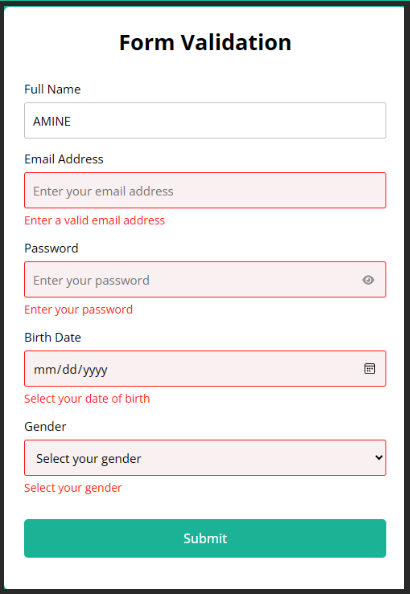 Form Validation
Full Name
AMINE
Email Address
Enter your email address
Enter a valid email address
Password
Enter your password
Enter your password
Birth Date
mm/dd/yyyy
Select your date of birth
Gender
Select your gender
Select your gender
Submit